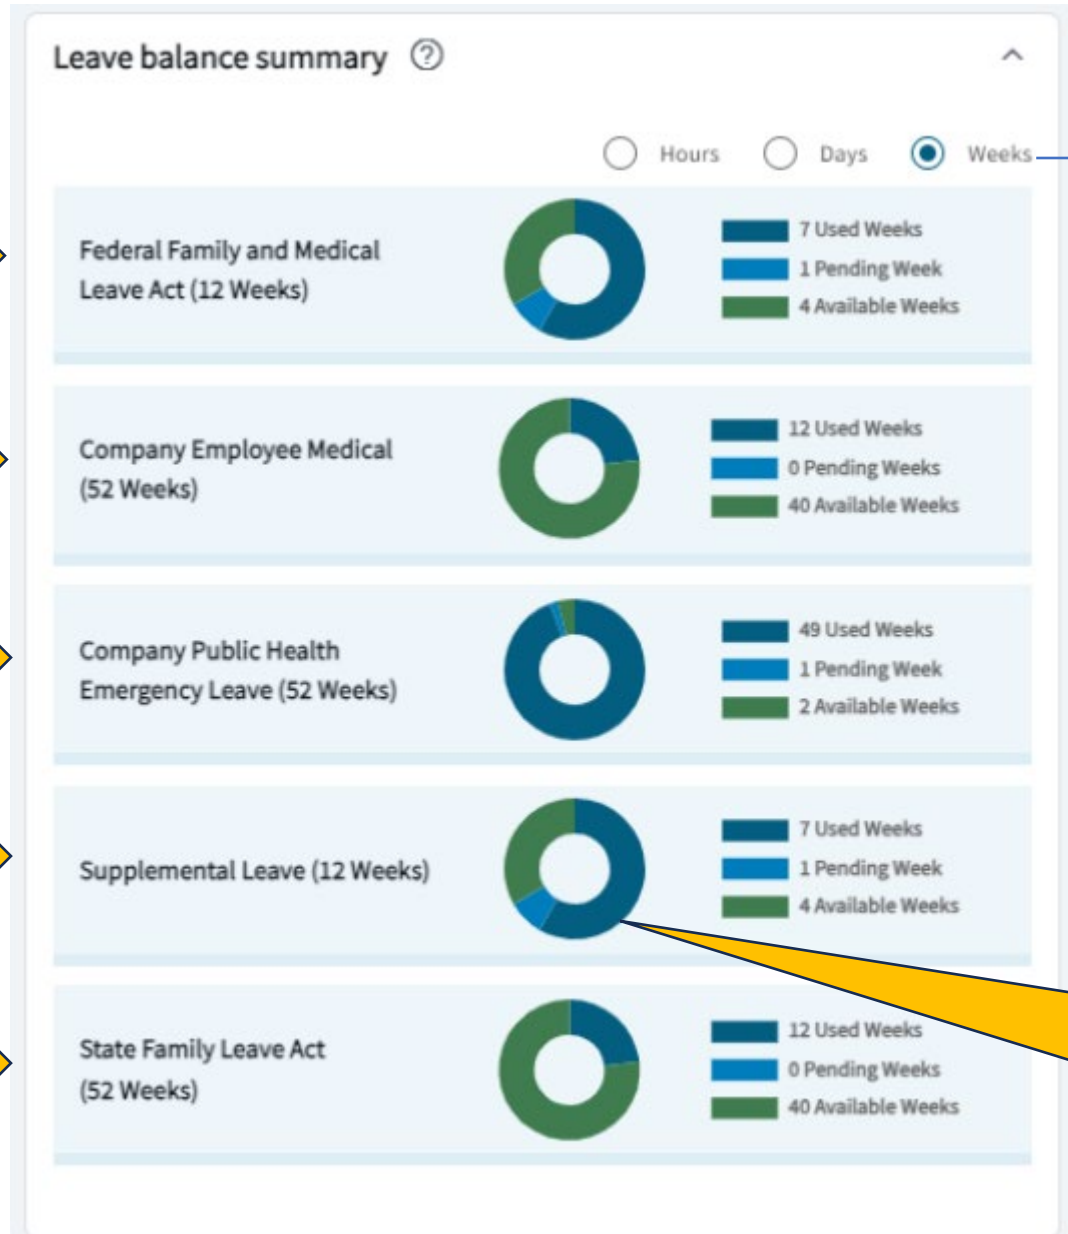 Leave balance summary ?
Hours Days Weeks
Federal Family and Medical
Leave Act (12 Weeks)
7 Used Weeks
1 Pending Week
4 Available Weeks
Company Employee Medical
(52 Weeks)
12 Used Weeks
0 Pending Weeks
40 Available Weeks
Company Public Health
Emergency Leave (52 Weeks)
49 Used Weeks
1 Pending Week
2 Available Weeks
Supplemental Leave (12 Weeks)
7 Used Weeks
1 Pending Week
4 Available Weeks
State Family Leave Act
(52 Weeks)
12 Used Weeks
0 Pending Weeks
40 Available Weeks